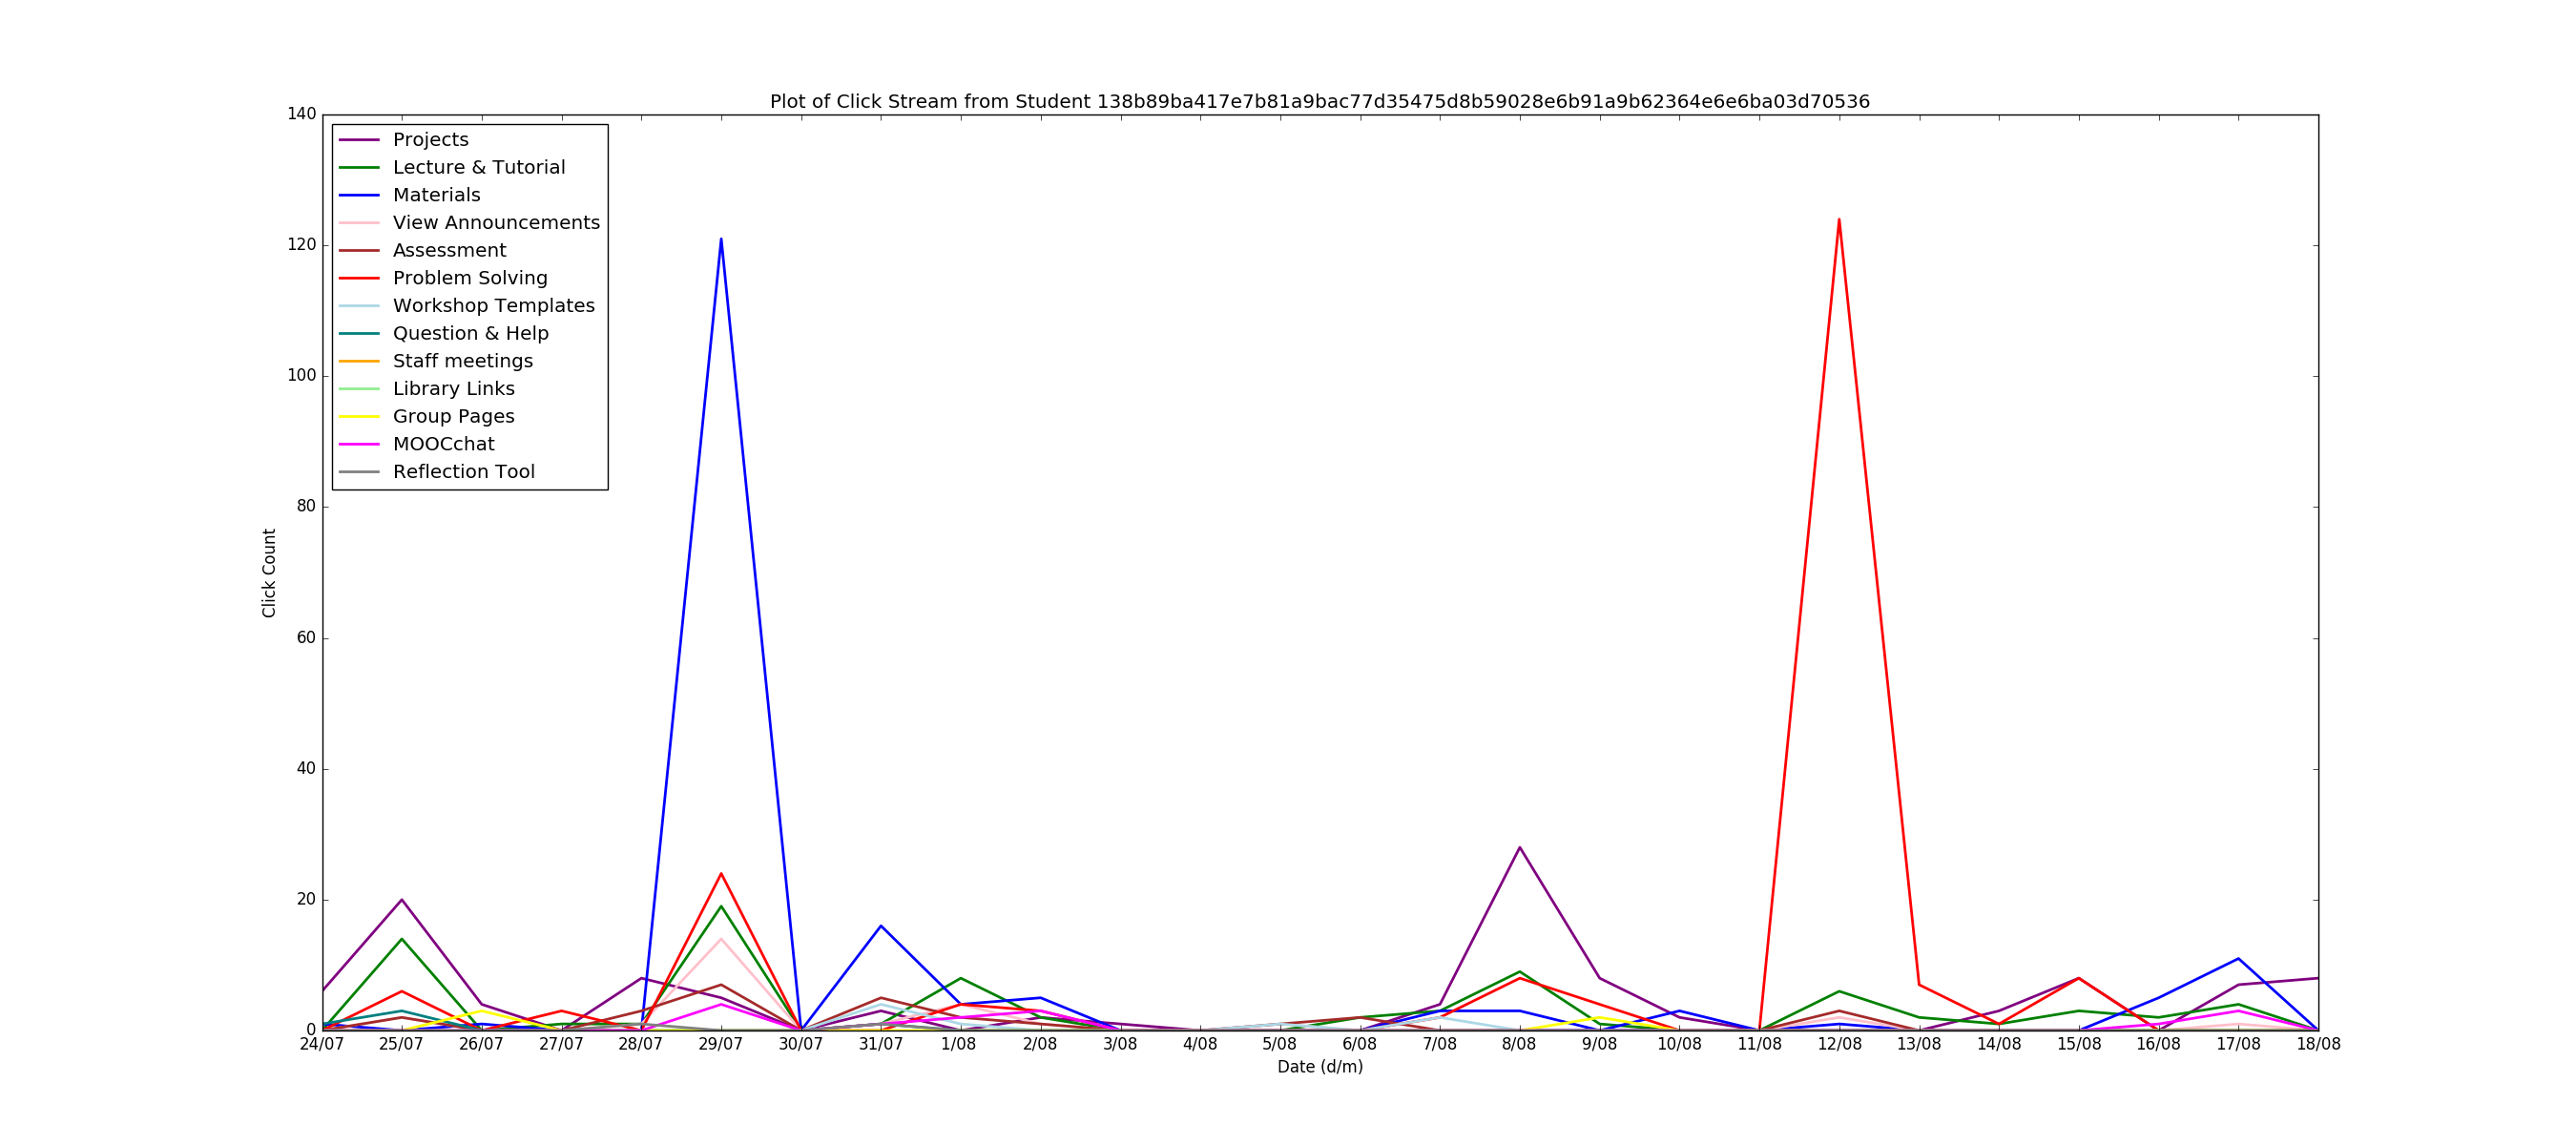 Plot of Click Stream from Student 138b89ba417e7b81a9bac77d35475d8b59028e6b91a9b62364e6e6ba03d70536
140
120
100
80
60
40
20
0
Click Count
Projects
Lecture & Tutorial
Materials
View Announcements
Assessment
Problem Solving
Workshop Templates
Question & Help
Staff meetings
Library Links
Group Pages
MOOCchat
Reflection Tool
24/07 25/07 26/07 27/07 28/07 29/07 30/07 31/07 1/08 2/08 3/08 4/08 5/08 6/08 7/08 8/08 9/08 10/08 11/08 12/08 13/08 14/08 15/08 16/08 17/08 18/08
Date (d/m)